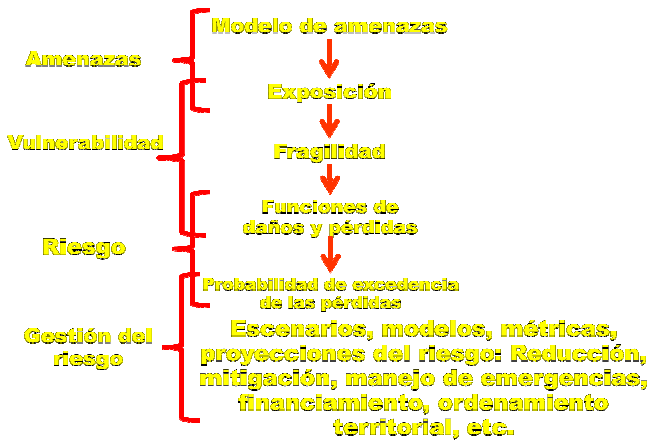 Modelo de amenazas
Amenazas
Exposición
Vulnerabilidad
Fragilidad
Funciones de
daños y pérdidas
Riesgo
Probabilidad de excedencia
de las pérdidas
Gestión del
riesgo
Escenarios, modelos, métricas,
proyecciones del riesgo: Reducción,
mitigación, manejo de emergencias,
financiamiento, ordenamiento
territorial, etc.